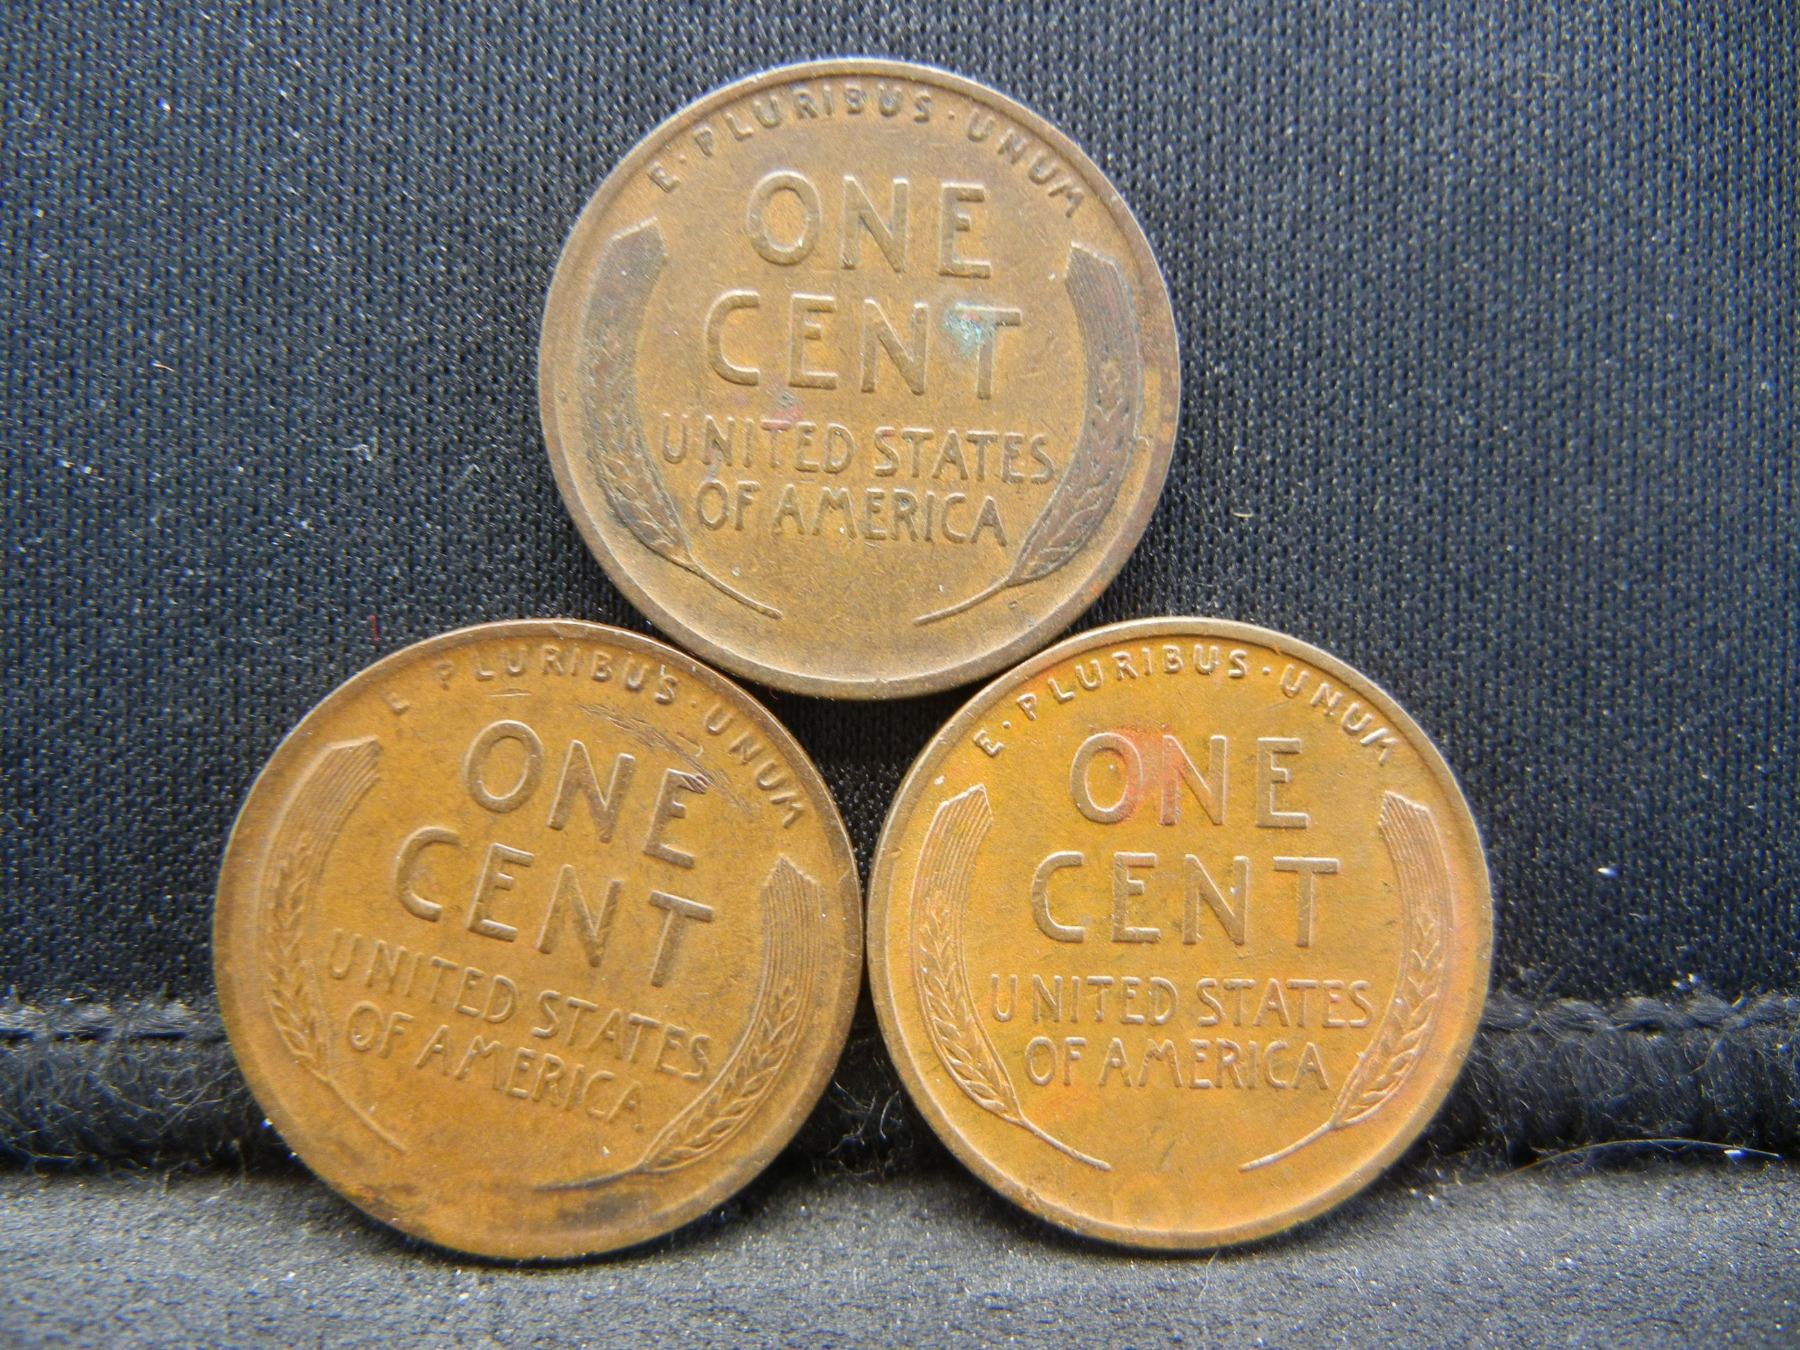 E·PLURIBUS·UNUM
ONE
CENT
UNITED STATES
OF AMERICA
E PLURIBUS·UNUM
ONE
CENT
UNITED STATES
OF AMERICA
E·PLURIBUS·UNUM
ONE
CENT
UNITED STATES
OF AMERICA